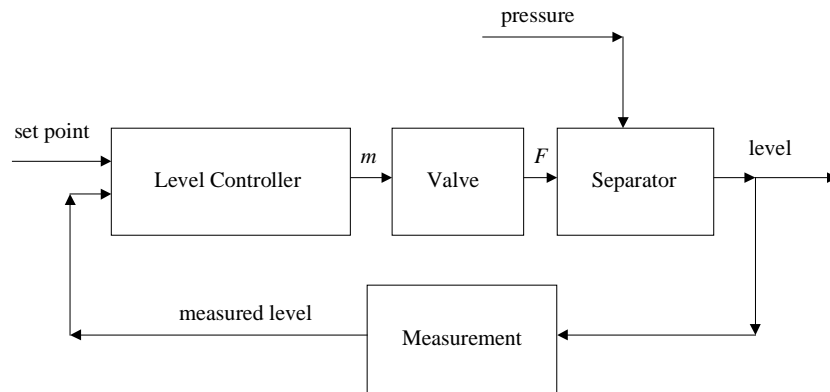 pressure
set point
Level Controller
m
Valve
F
Separator
level
measured level
Measurement